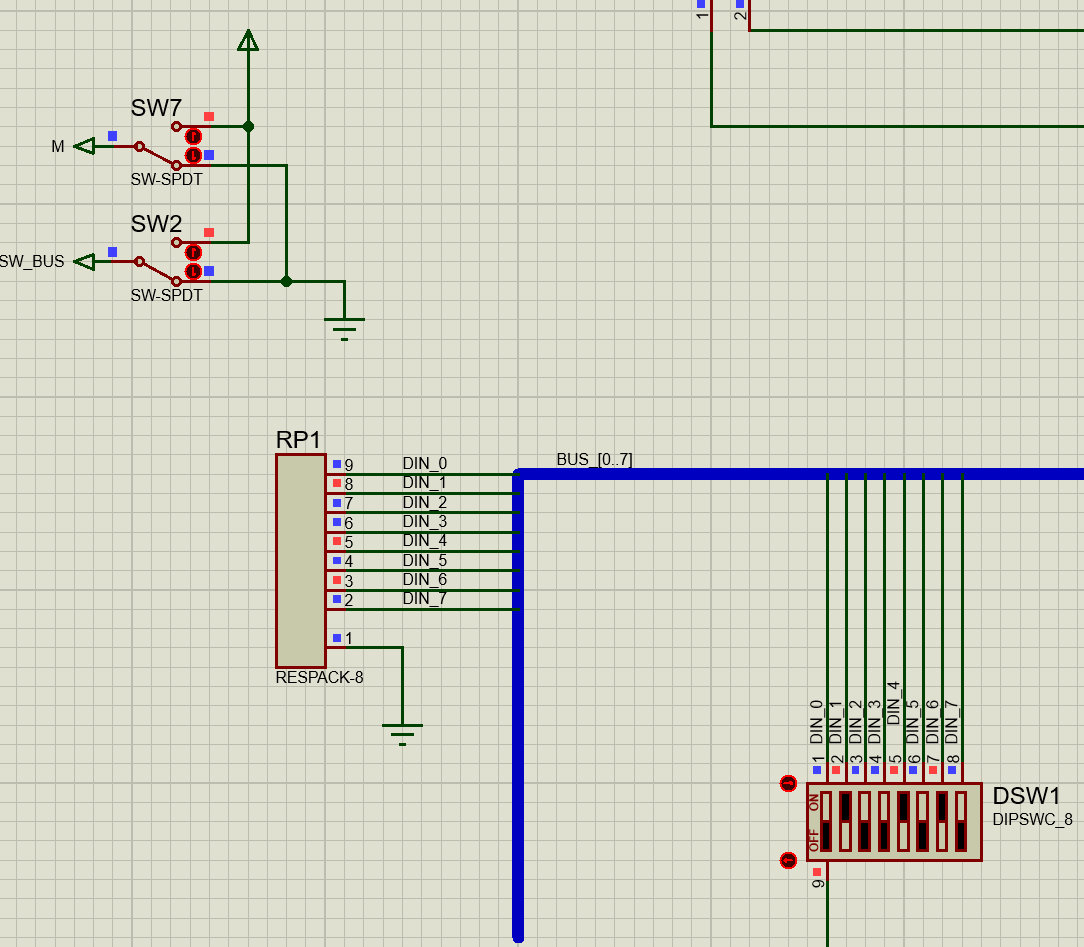 1
2
SW7
M
SW-SPDT
SW2
SW_BUS
SW-SPDT
RP1
BUS_[0..7]
9 DIN_0
8 DIN_1
7 DIN_2
6 DIN_3
5 DIN_4
4 DIN_5
3 DIN_6
2 DIN_7
1
RESPACK-8
DIN_0
DIN_1
DIN_2
DIN_3
DIN_4
DIN_5
DIN_6
DIN_7
1 2 3 4 5 6 7 8
ON
OFF
DSW1
DIPSWC_8
9